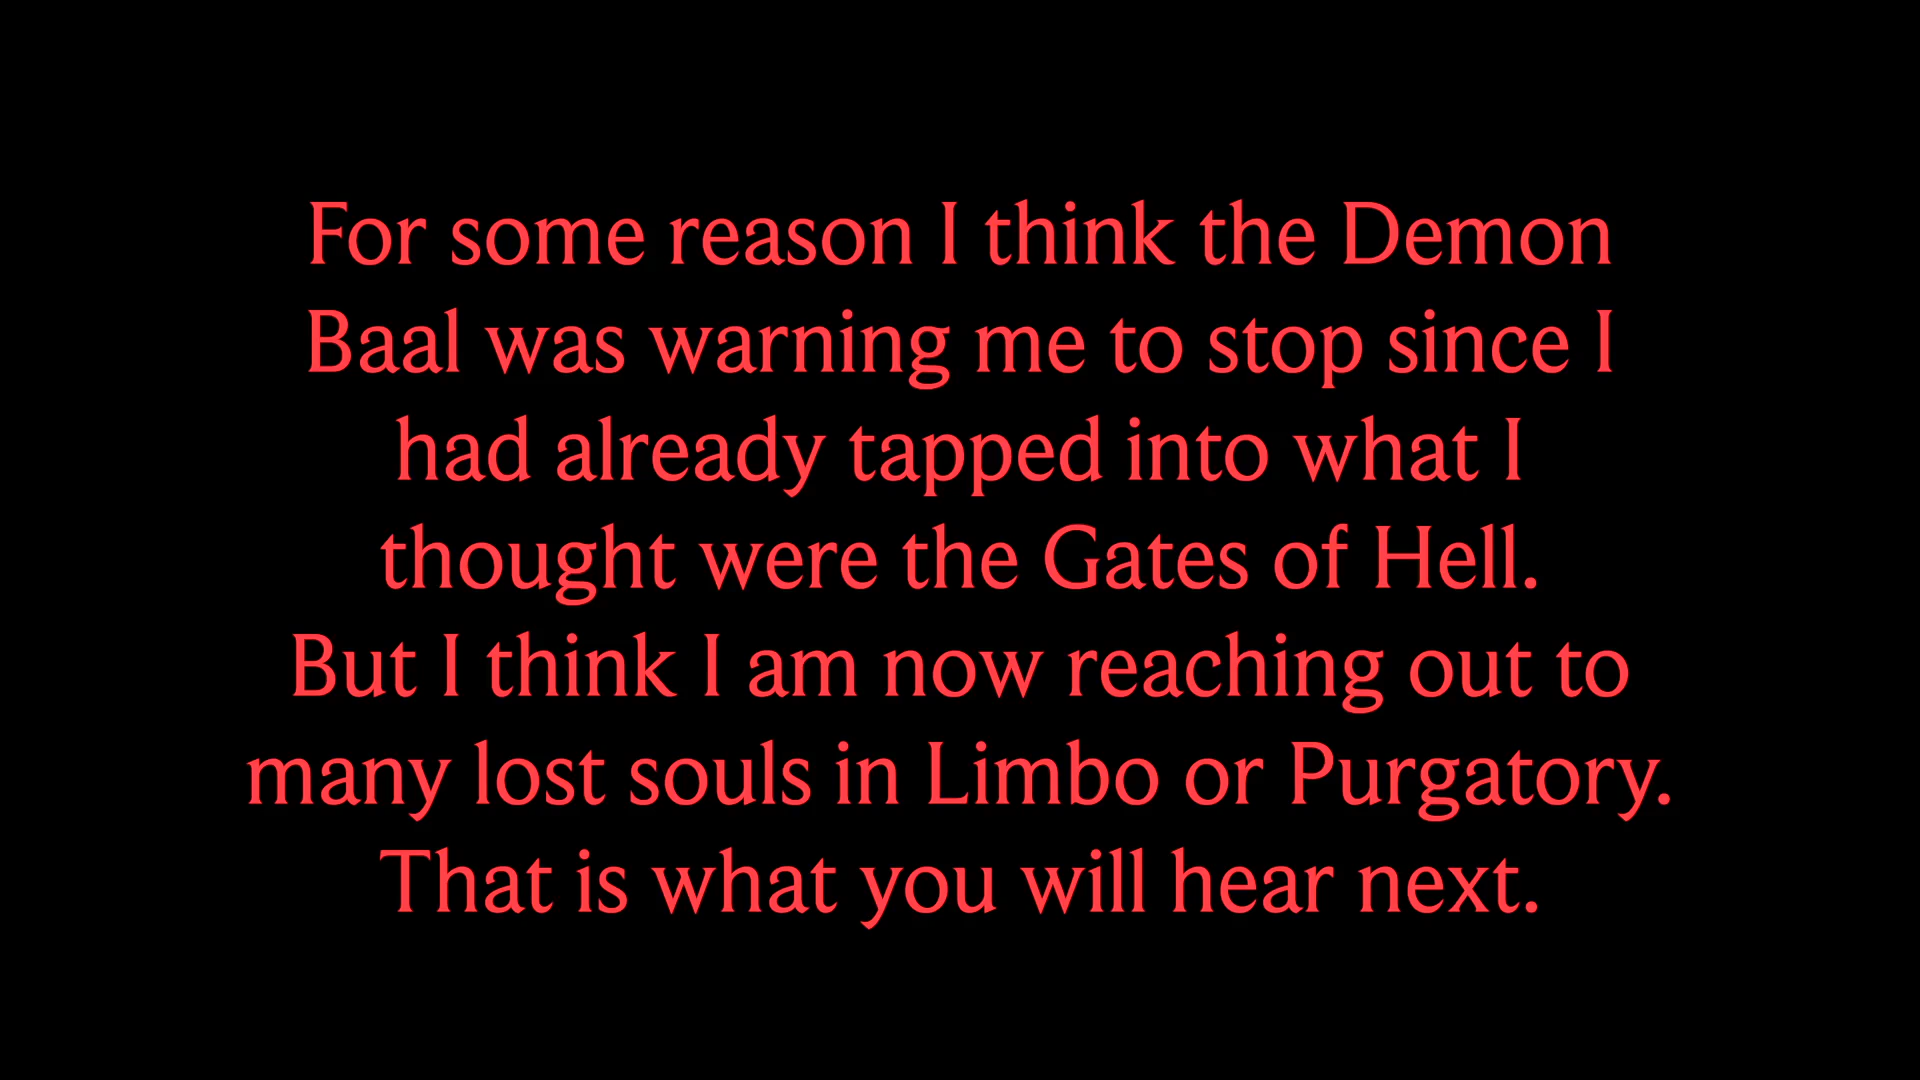 For some reason I think the Demon
Baal was warning me to stop since I
had already tapped into what I
thought were the Gates of Hell.
But I think I am now reaching out to
many lost souls in Limbo or Purgatory.
That is what you will hear next.